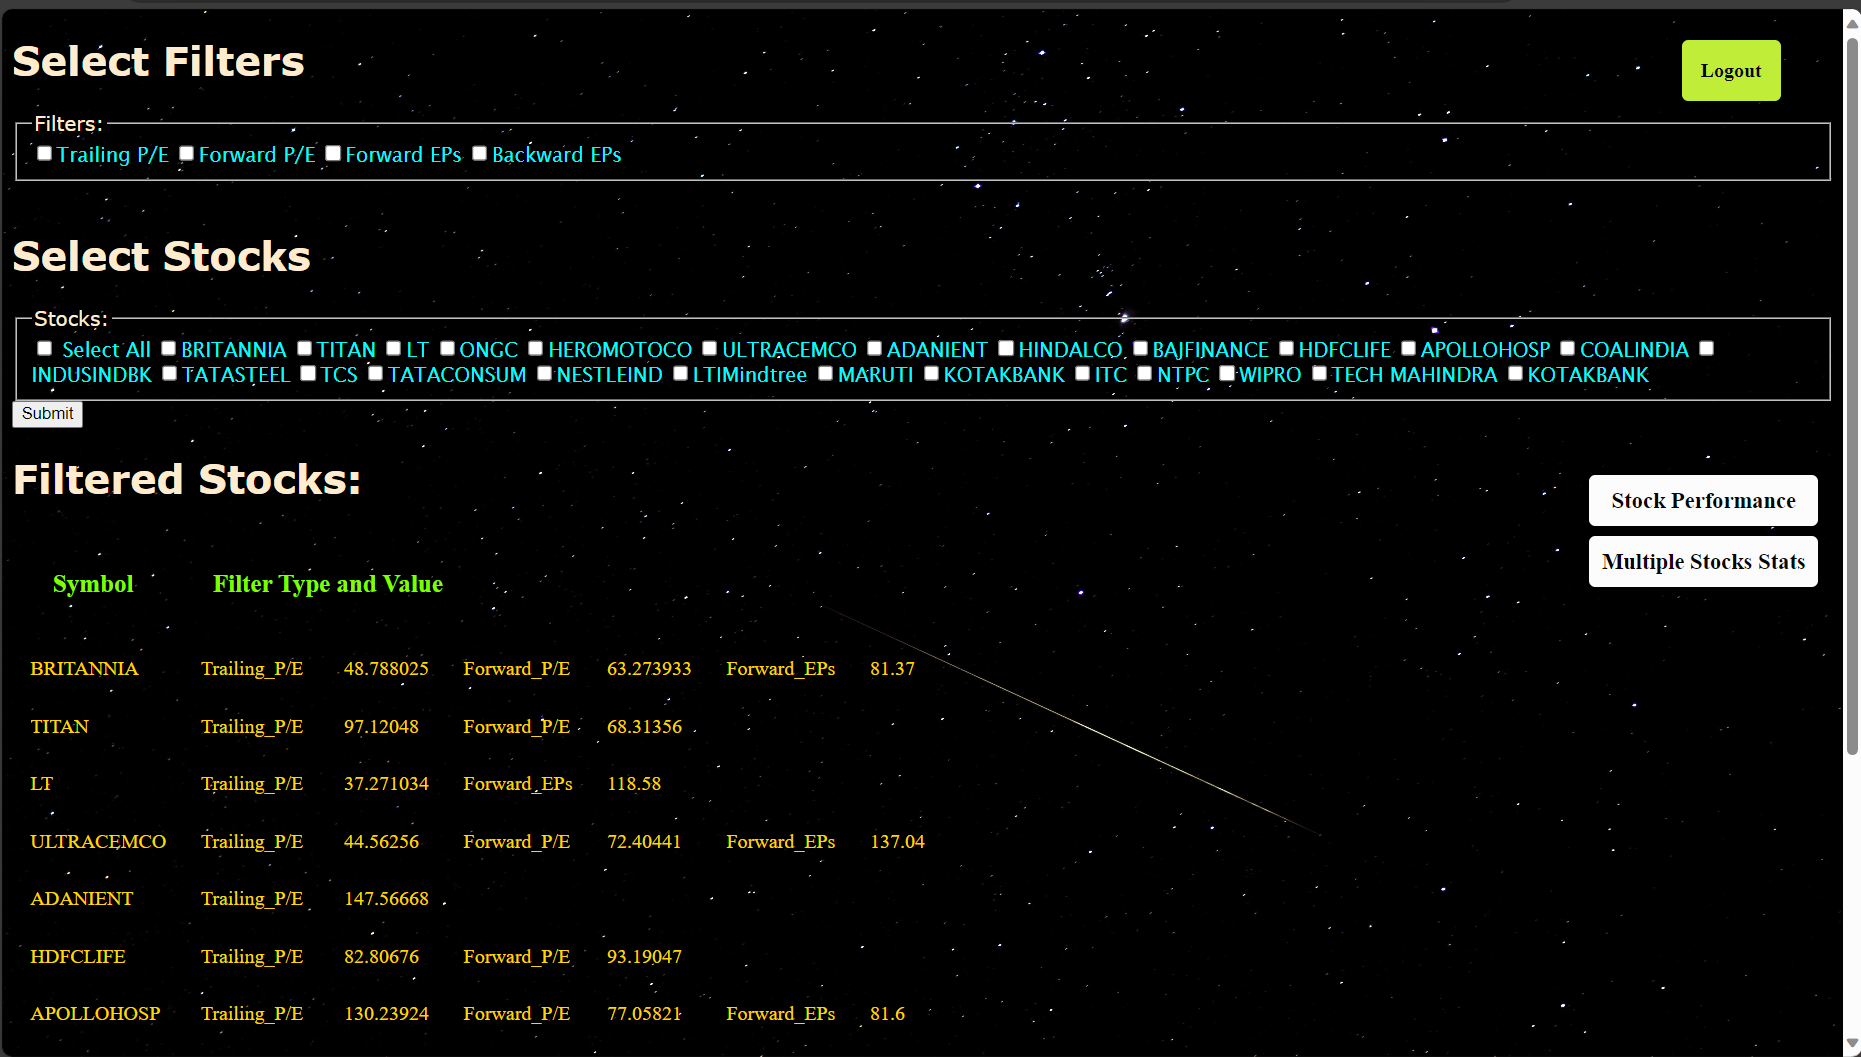 Select Filters
Logout
Filters:
Trailing P/E Forward P/E Forward EPs Backward EPs
Select Stocks
Stocks:
Select All BRITANNIA TITAN LT ONGC HEROMOTOCO ULTRACEMCO ADANIENT HINDALCO BAJFINANCE HDFCLIFE APOLLOHOSP COALINDIA
INDUSINDBK TATASTEEL TCS TATACONSUM NESTLEIND LTIMindtree MARUTI KOTAKBANK ITC NTPC WIPRO TECH MAHINDRA KOTAKBANK
Submit
Filtered Stocks:
Stock Performance
Multiple Stocks Stats
Symbol Filter Type and Value
BRITANNIA Trailing_P/E 48.788025 Forward_P/E 63.273933 Forward_EPs 81.37
TITAN Trailing_P/E 97.12048 Forward_P/E 68.31356
LT Trailing_P/E 37.271034 Forward_EPs 118.58
ULTRACEMCO Trailing_P/E 44.56256 Forward_P/E 72.40441 Forward_EPs 137.04
ADANIENT Trailing_P/E 147.56668
HDFCLIFE Trailing_P/E 82.80676 Forward_P/E 93.19047
APOLLOHOSP Trailing_P/E 130.23924 Forward_P/E 77.05821 Forward_EPs 81.6